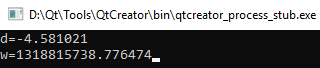 D:\Qt\Tools\QtCreator\bin\qtcreator_process_stub.exe
d=-4.581021
w=1318815738.776474